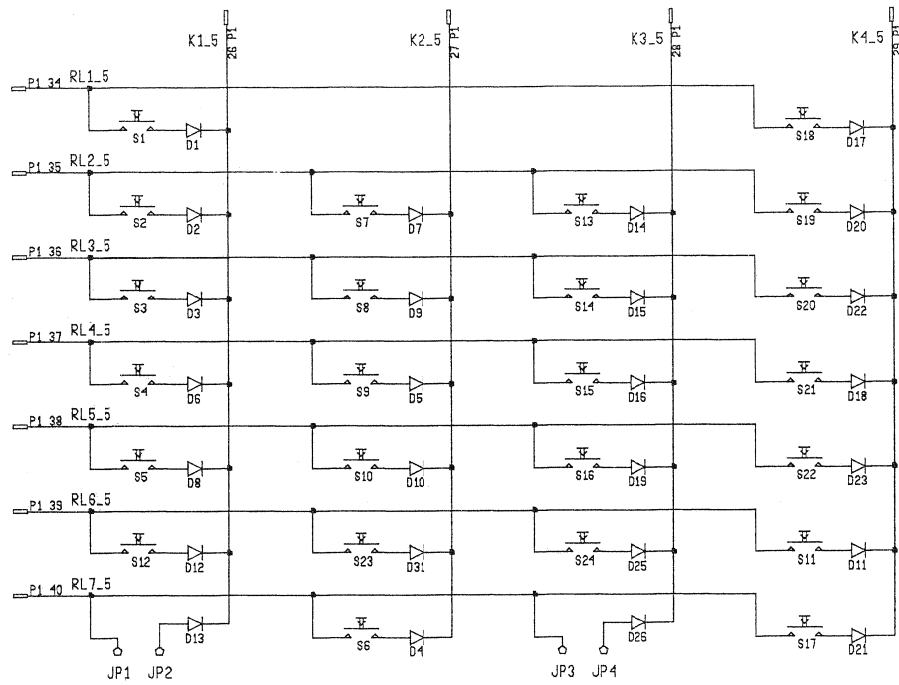 K1_5 K2_5 K3_5 K4_5
26 P1 27 P1 28 P1 29 P1
P1 34 RL1_5
S1 D1 S18 D17
P1 35 RL2_5
S2 D2 S7 D7 S13 D14 S19 D20
P1 36 RL3_5
S3 D3 S8 D9 S14 D15 S20 D22
P1 37 RL4_5
S4 D6 S9 D5 S15 D16 S21 D18
P1 38 RL5_5
S5 D8 S10 D10 S16 D19 S22 D23
P1 39 RL6_5
S12 D12 S23 D31 S24 D25 S11 D11
P1 40 RL7_5
D13 S6 D4 D26 S17 D21
JP1 JP2 JP3 JP4